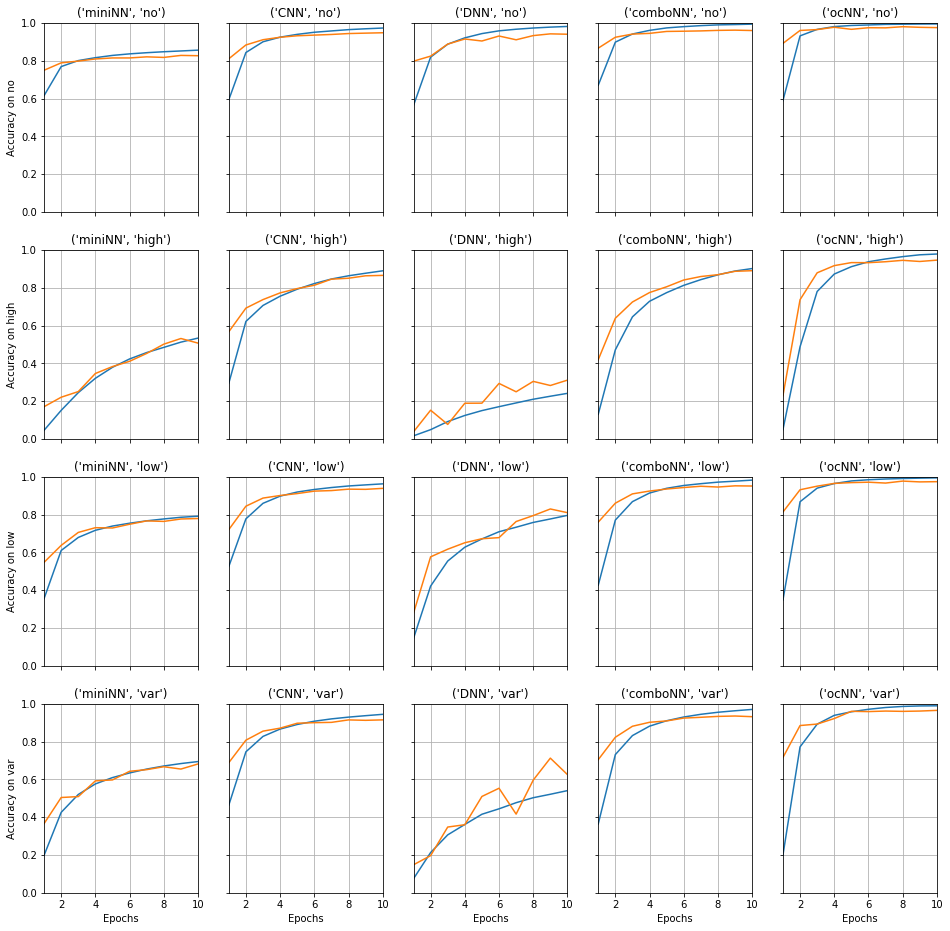 ('miniNN', 'no') ('CNN', 'no') ('DNN', 'no') ('comboNN', 'no') ('ocNN', 'no')
1.0
0.8
0.6
0.4
0.2
0.0
Accuracy on no
('miniNN', 'high') ('CNN', 'high') ('DNN', 'high') ('comboNN', 'high') ('ocNN', 'high')
1.0
0.8
0.6
0.4
0.2
0.0
Accuracy on high
('miniNN', 'low') ('CNN', 'low') ('DNN', 'low') ('comboNN', 'low') ('ocNN', 'low')
1.0
0.8
0.6
0.4
0.2
0.0
Accuracy on low
('miniNN', 'var') ('CNN', 'var') ('DNN', 'var') ('comboNN', 'var') ('ocNN', 'var')
1.0
0.8
0.6
0.4
0.2
0.0
Accuracy on var
2 4 6 8 10 2 4 6 8 10 2 4 6 8 10 2 4 6 8 10 2 4 6 8 10
Epochs Epochs Epochs Epochs Epochs